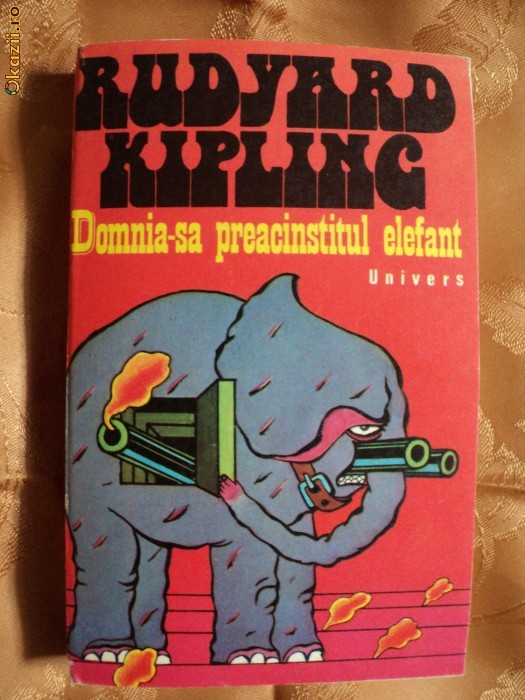 Okazii.ro
RUDYARD
KIPLING
Domnia-sa preacinstitul elefant
Univers